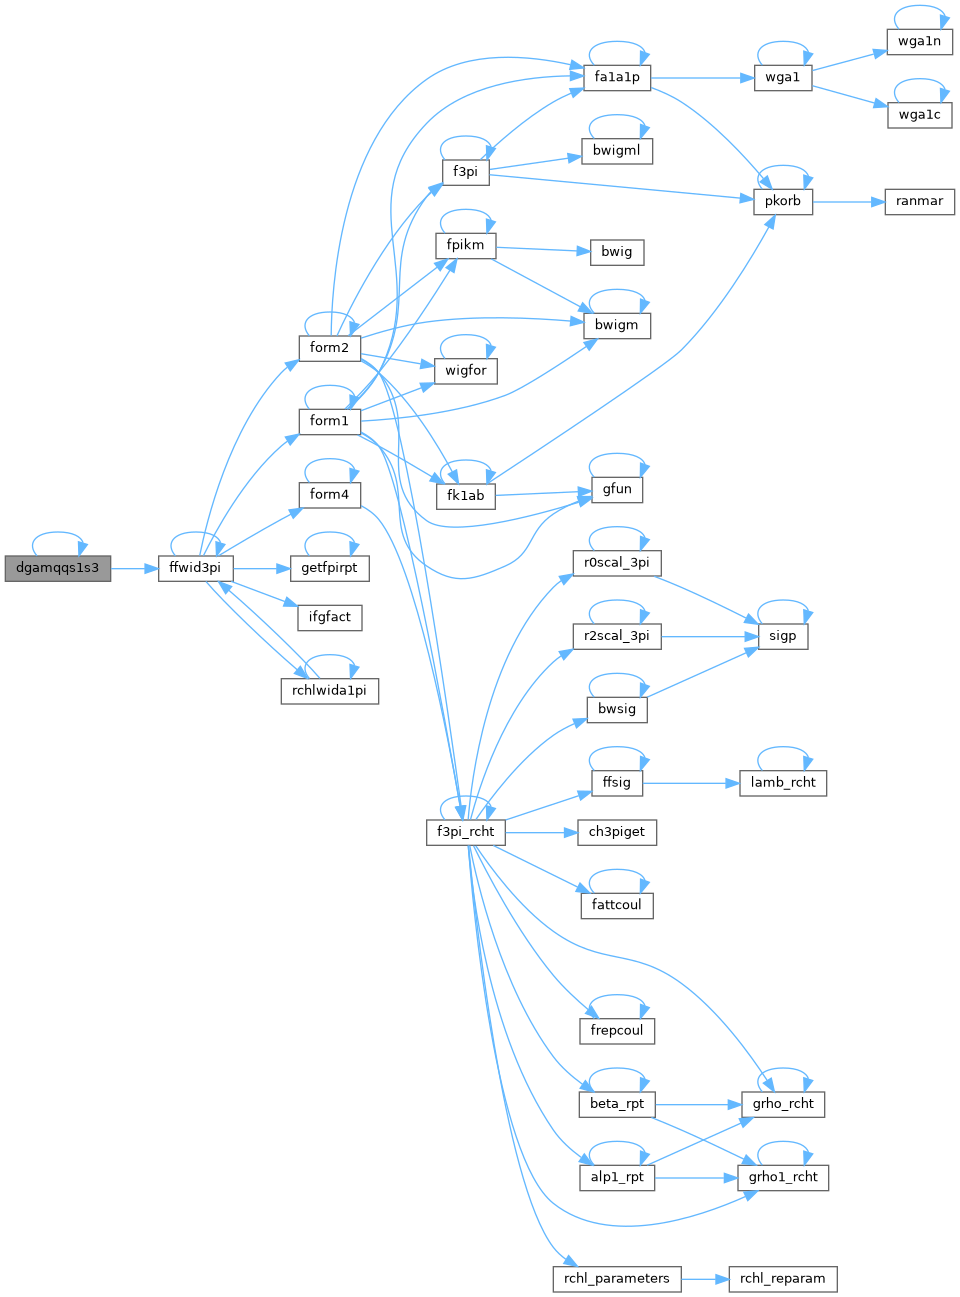 wga1n
fa1a1p
wga1
wga1c
bwigml
f3pi
pkorb
ranmar
fpikm
bwig
bwigm
form2
wigfor
form1
fk1ab
gfun
form4
dgamqqs1s3
ffwid3pi
getfpirpt
r0scal_3pi
ifgfact
r2scal_3pi
sigp
rchlwida1pi
bwsig
ffsig
lamb_rcht
f3pi_rcht
ch3piget
fattcoul
frepcoul
beta_rpt
grho_rcht
alp1_rpt
grho1_rcht
rchl_parameters
rchl_reparam